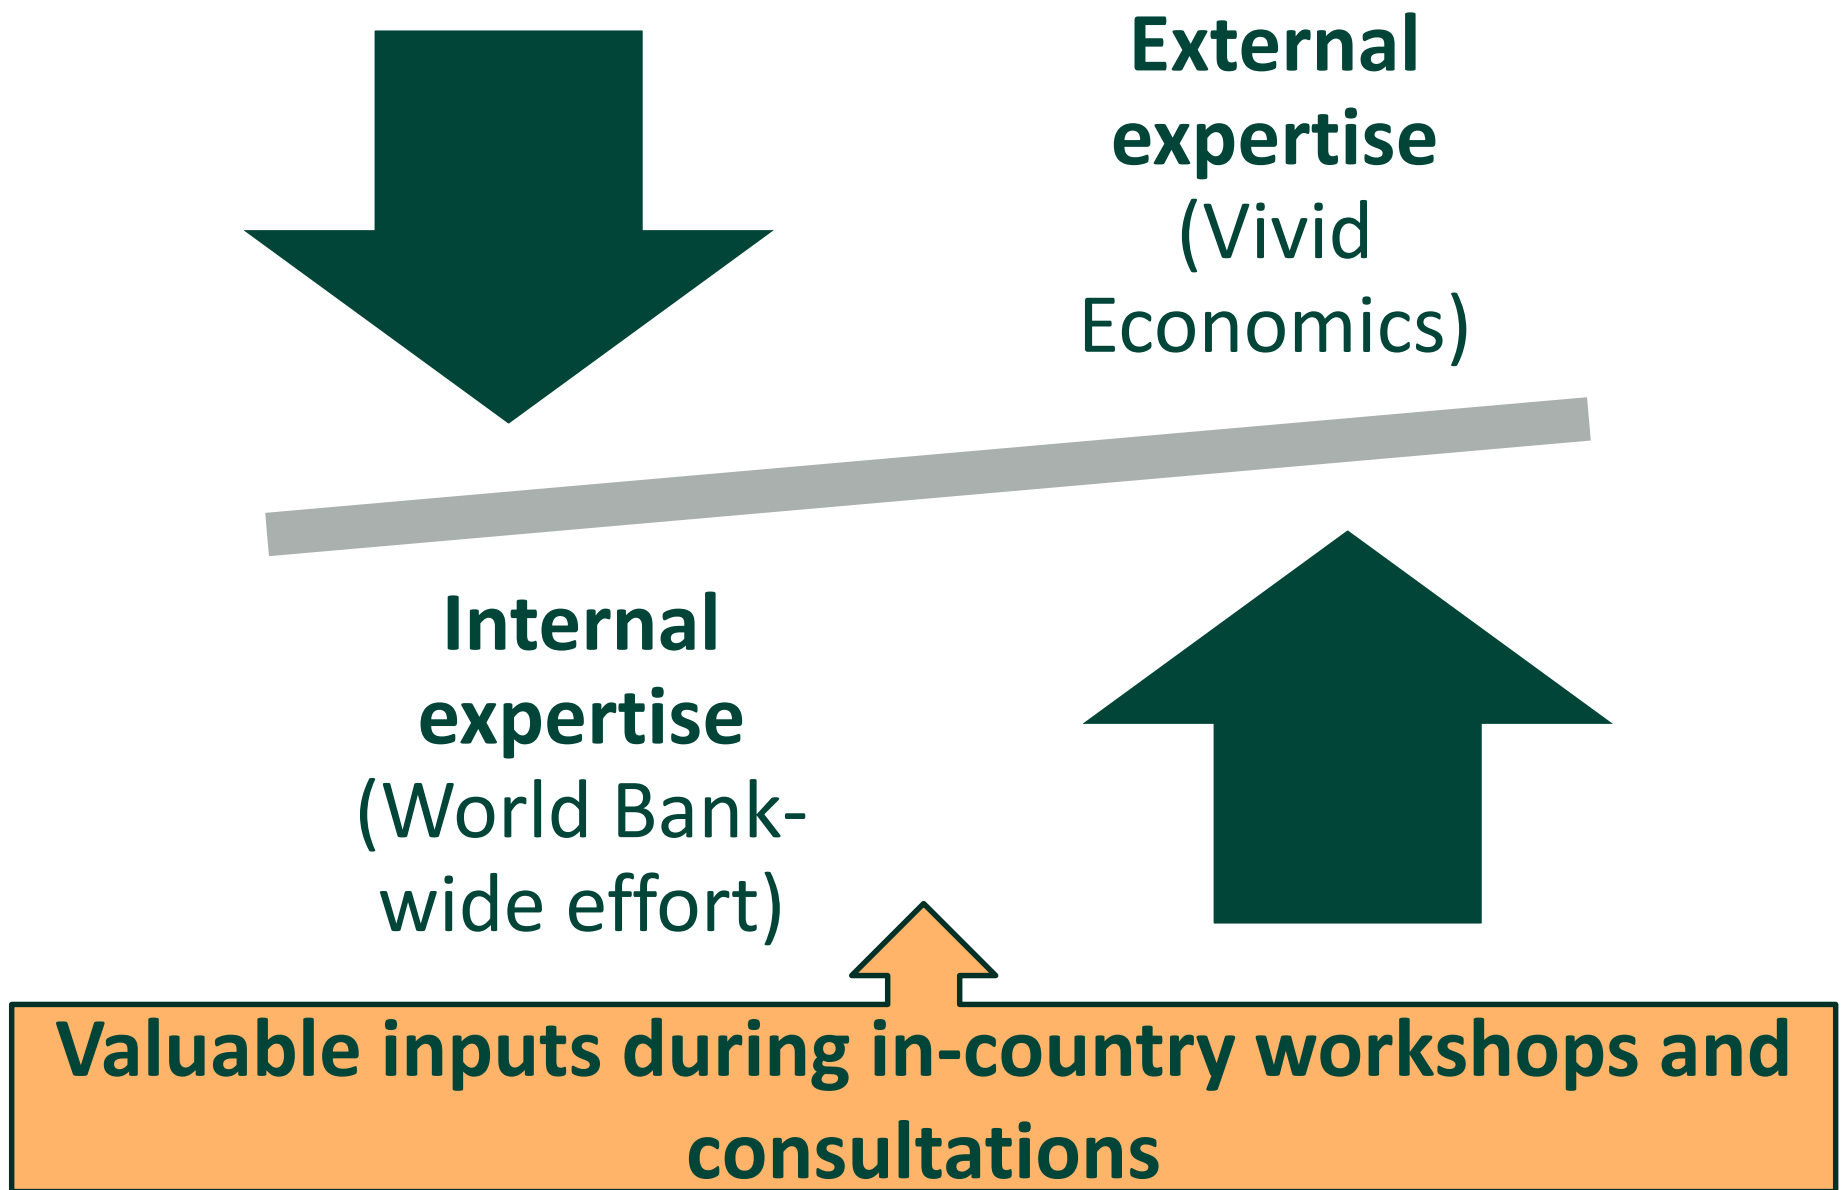 External
expertise
(Vivid
Economics)
Internal
expertise
(World Bank-
wide effort)
Valuable inputs during in-country workshops and
consultations